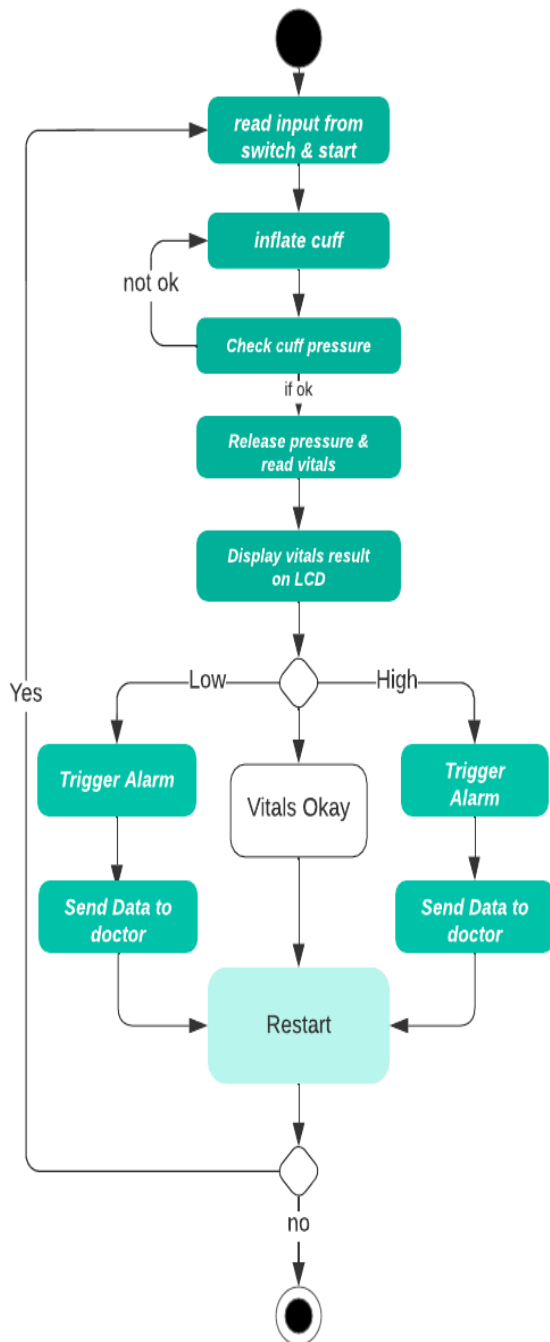 read input from
switch & start
inflate cuff
not ok
Check cuff pressure
if ok
Release pressure &
read vitals
Display vitals result
on LCD
Low
High
Yes
Trigger Alarm
Vitals Okay
Trigger
Alarm
Send Data to
doctor
Send Data to
doctor
Restart
no